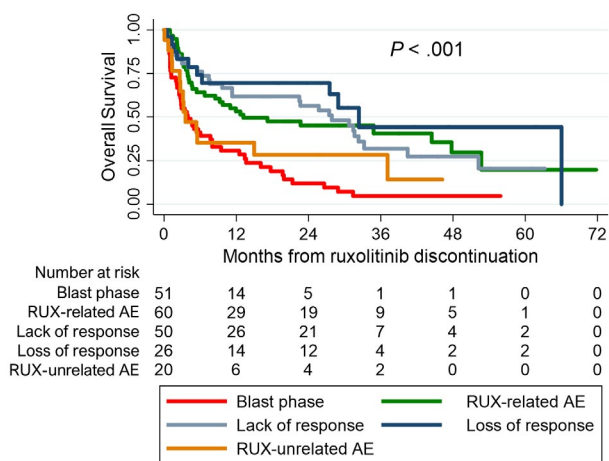 1.00
0.75
0.50
0.25
0.00
Overall Survival
P < .001
0 12 24 36 48 60 72
Months from ruxolitinib discontinuation
Number at risk
Blast phase 51 14 5 1 1 0 0
RUX-related AE 60 29 19 9 5 1 0
Lack of response 50 26 21 7 4 2 0
Loss of response 26 14 12 4 2 2 0
RUX-unrelated AE 20 6 4 2 0 0 0
Blast phase RUX-related AE
Lack of response Loss of response
RUX-unrelated AE